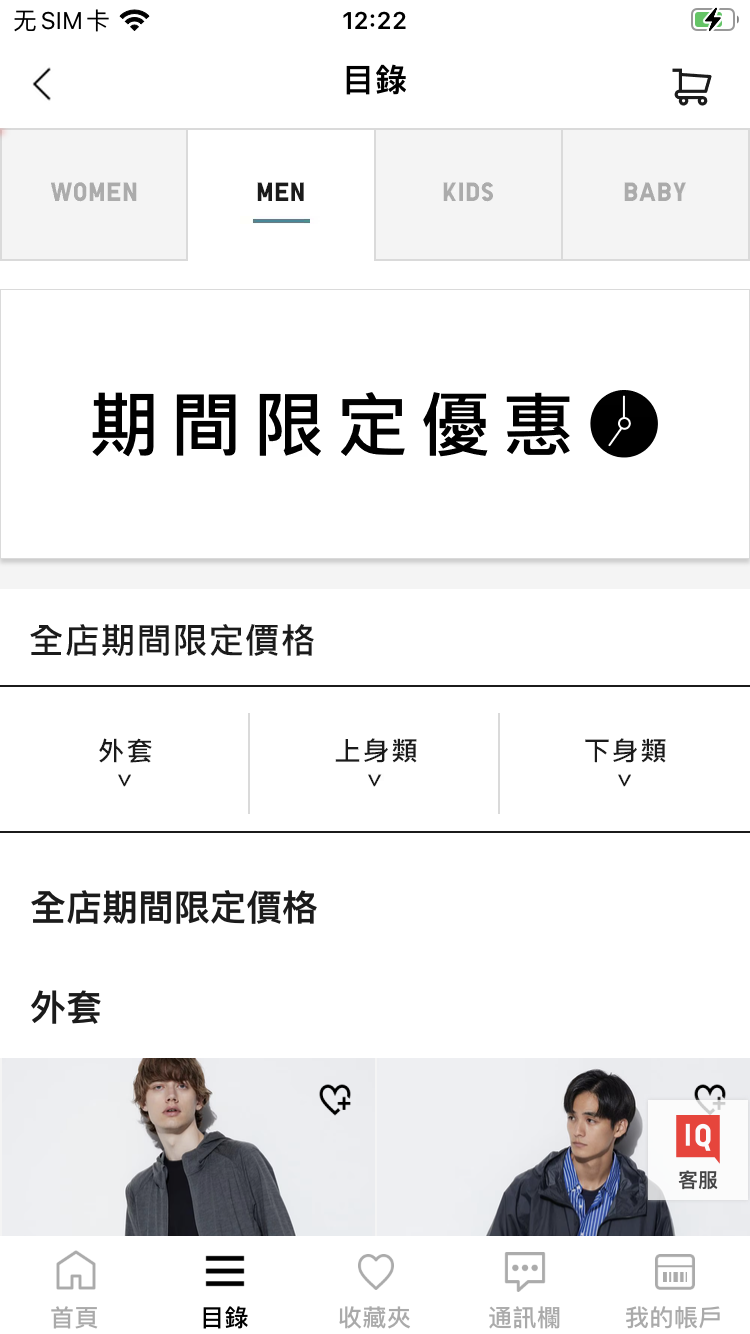 无SIM卡
12:22
目錄
WOMEN
MEN
KIDS
BABY
期間限定優惠
全店期間限定價格
外套
上身類
下身類
全店期間限定價格
外套
IQ
客服
首頁
目錄
收藏夾
通訊欄
我的帳戶